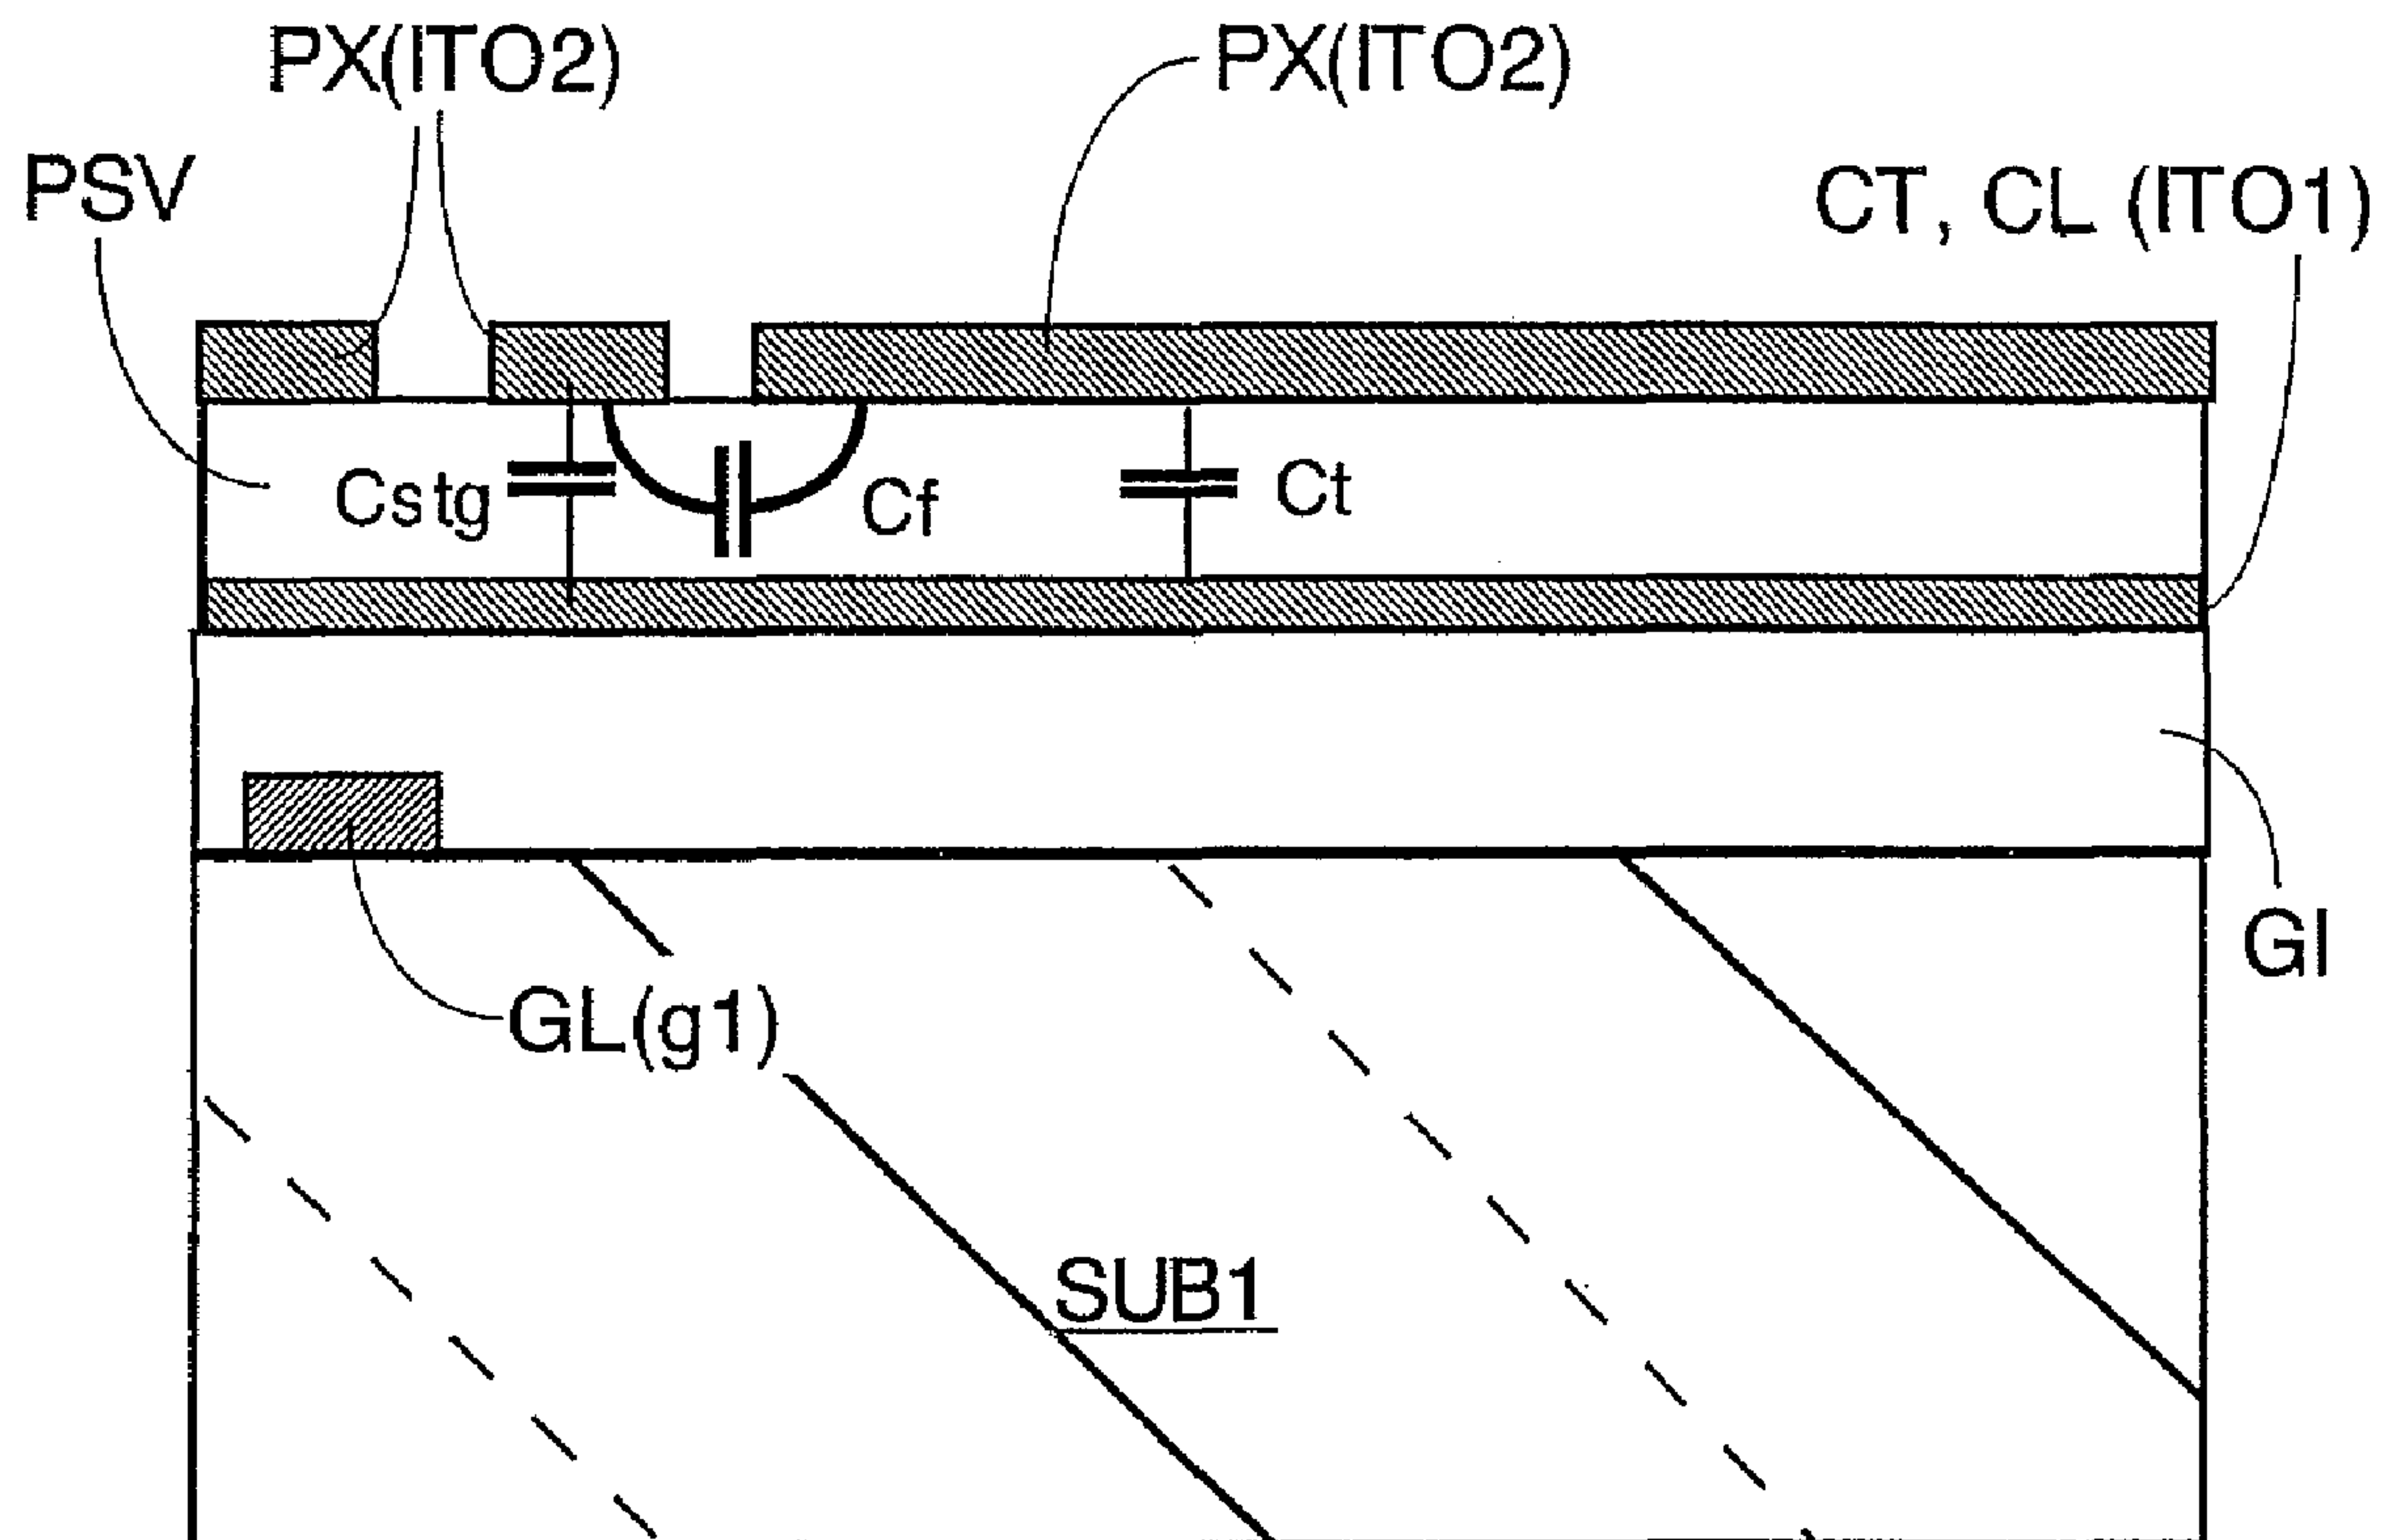 PX(ITO2)
PX(ITO2)
PSV
CT, CL (ITO1)
Cstg
Cf
Ct
GI
GL(g1)
SUB1